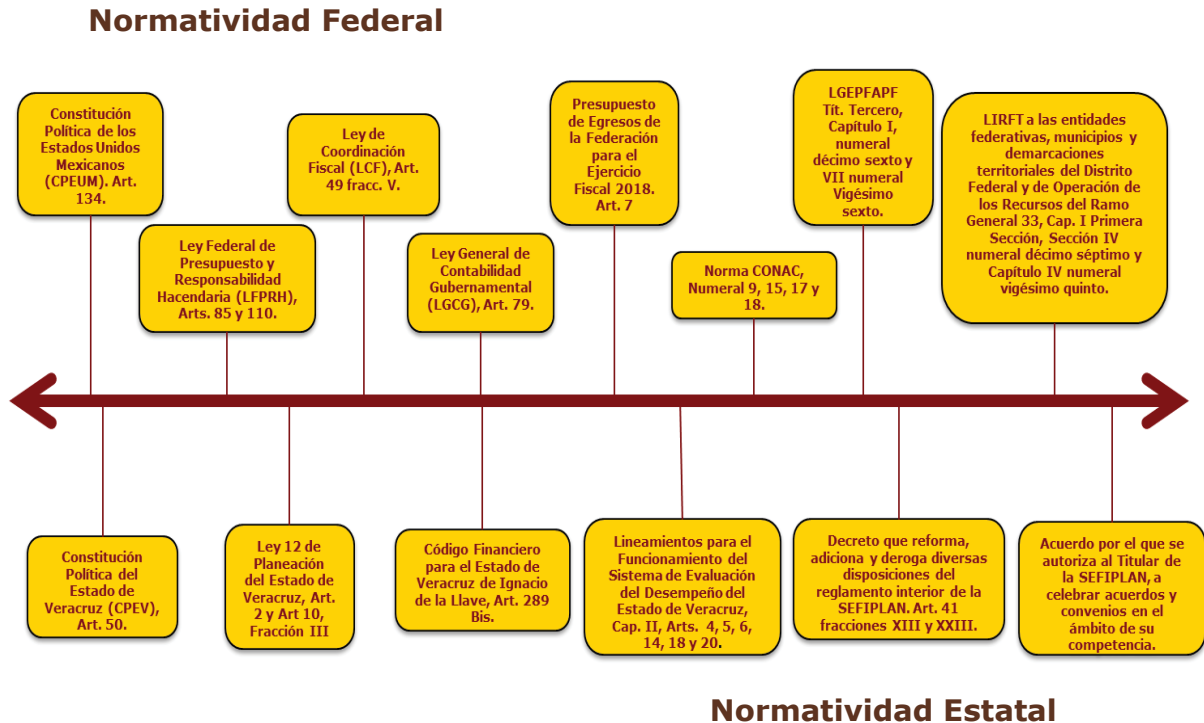 Normatividad Federal
Constitución
Política de los
Estados Unidos
Mexicanos
(CPEUM). Art.
134.
Ley Federal de
Presupuesto y
Responsabilidad
Hacendaria (LFPRH),
Arts. 85 y 110.
Ley de
Coordinación
Fiscal (LCF), Art.
49 fracc. V.
Ley General de
Contabilidad
Gubernamental
(LGCG), Art. 79.
Presupuesto
de Egresos de
la Federación
para el
Ejercicio
Fiscal 2018.
Art. 7
Norma CONAC,
Numeral 9, 15, 17 y
18.
LGEPFAPF
Tít. Tercero,
Capítulo I,
numeral
décimo sexto y
VII numeral
Vigésimo
sexto.
LIRFT a las entidades
federativas, municipios y
demarcaciones
territoriales del Distrito
Federal y de Operación de
los Recursos del Ramo
General 33, Cap. I Primera
Sección, Sección IV
numeral décimo séptimo y
Capítulo IV numeral
vigésimo quinto.
Constitución
Política del
Estado de
Veracruz (CPEV),
Art. 50.
Ley 12 de
Planeación
del Estado de
Veracruz, Art.
2 y Art 10,
Fracción III
Código Financiero
para el Estado de
Veracruz de Ignacio
de la Llave, Art. 289
Bis.
Lineamientos para el
Funcionamiento del
Sistema de Evaluación
del Desempeño del
Estado de Veracruz,
Cap. II, Arts. 4, 5, 6,
14, 18 y 20.
Decreto que reforma,
adiciona y deroga diversas
disposiciones del
reglamento interior de la
SEFIPLAN. Art. 41
fracciones XIII y XXIII.
Acuerdo por el que se
autoriza al Titular de
la SEFIPLAN, a
celebrar acuerdos y
convenios en el
ámbito de su
competencia.
Normatividad Estatal